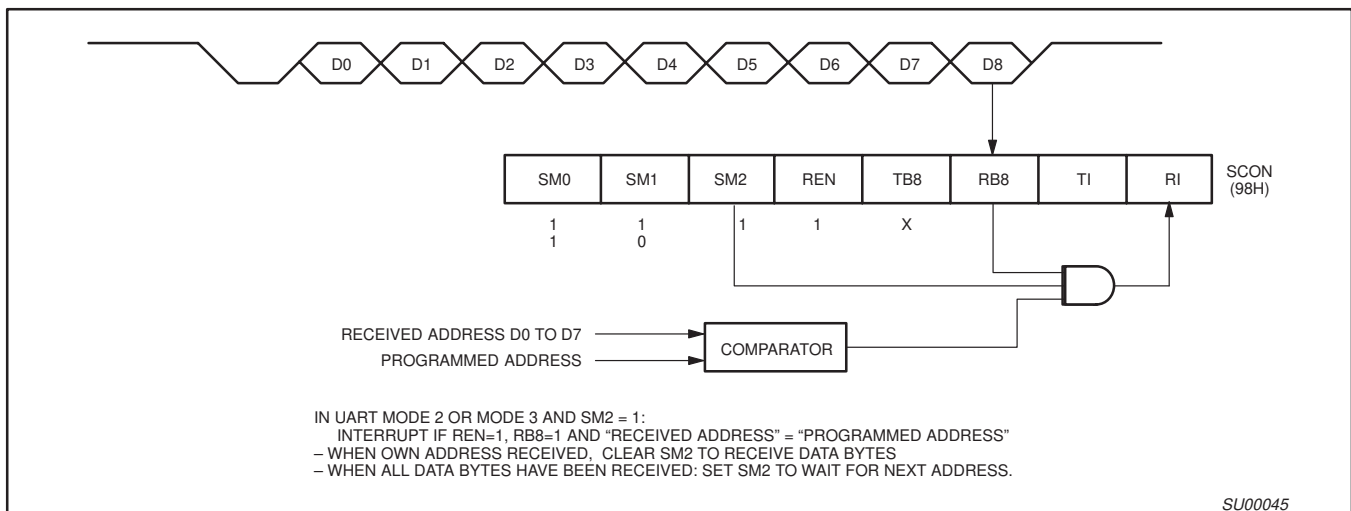 D0 D1 D2 D3 D4 D5 D6 D7 D8
SM0 SM1 SM2 REN TB8 RB8 TI RI
SCON
(98H)
1 1 1 1 X
1 0
RECEIVED ADDRESS D0 TO D7
PROGRAMMED ADDRESS
COMPARATOR
IN UART MODE 2 OR MODE 3 AND SM2 = 1:
INTERRUPT IF REN=1, RB8=1 AND “RECEIVED ADDRESS” = “PROGRAMMED ADDRESS”
– WHEN OWN ADDRESS RECEIVED, CLEAR SM2 TO RECEIVE DATA BYTES
– WHEN ALL DATA BYTES HAVE BEEN RECEIVED: SET SM2 TO WAIT FOR NEXT ADDRESS.
SU00045